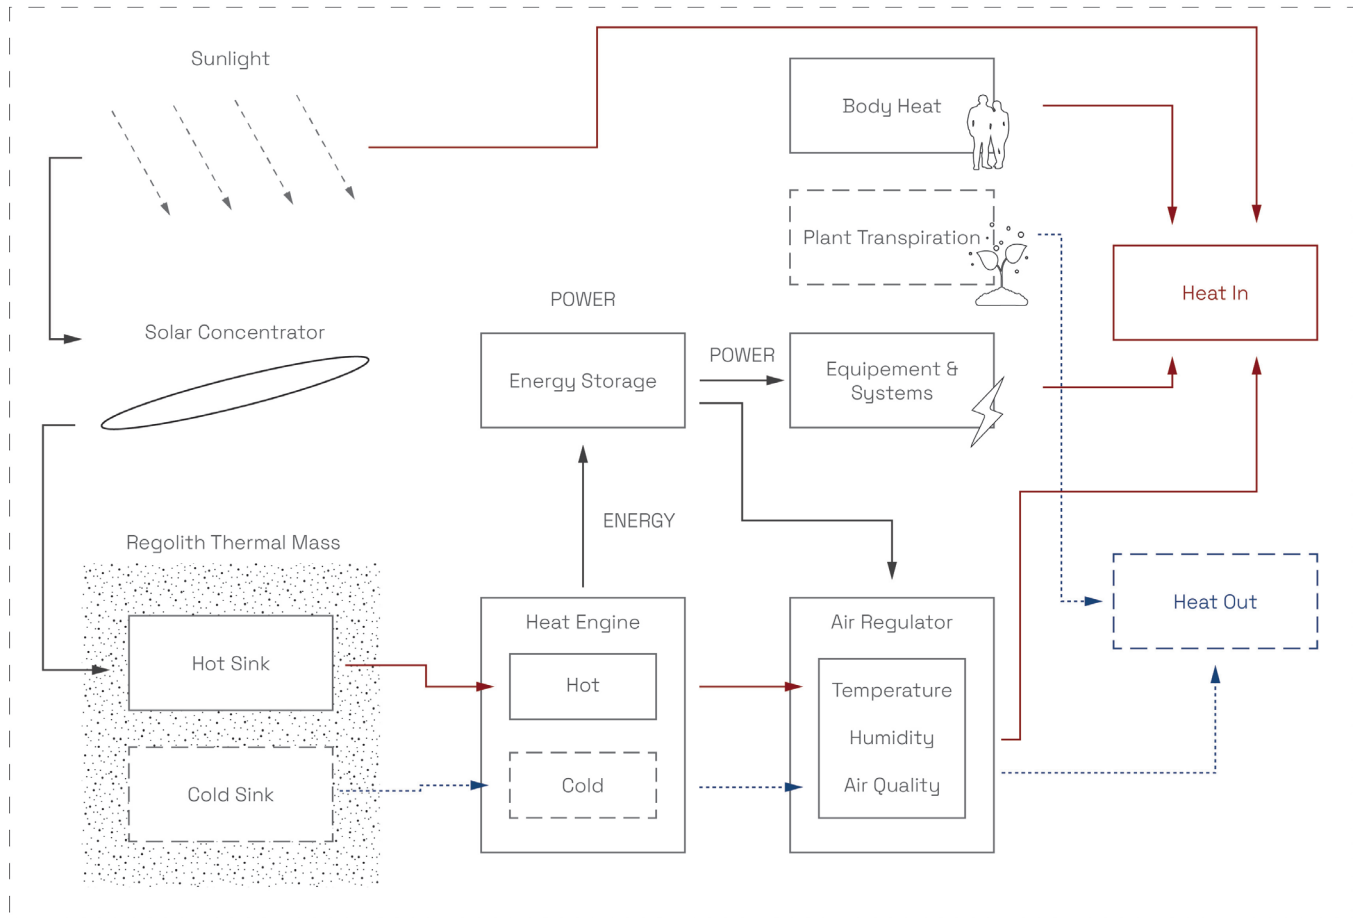 Sunlight
Body Heat
Plant Transpiration
Heat In
POWER
Solar Concentrator
Energy Storage
POWER
Equipement &
Systems
ENERGY
Regolith Thermal Mass
Hot Sink
Cold Sink
Heat Engine
Hot
Cold
Air Regulator
Temperature
Humidity
Air Quality
Heat Out